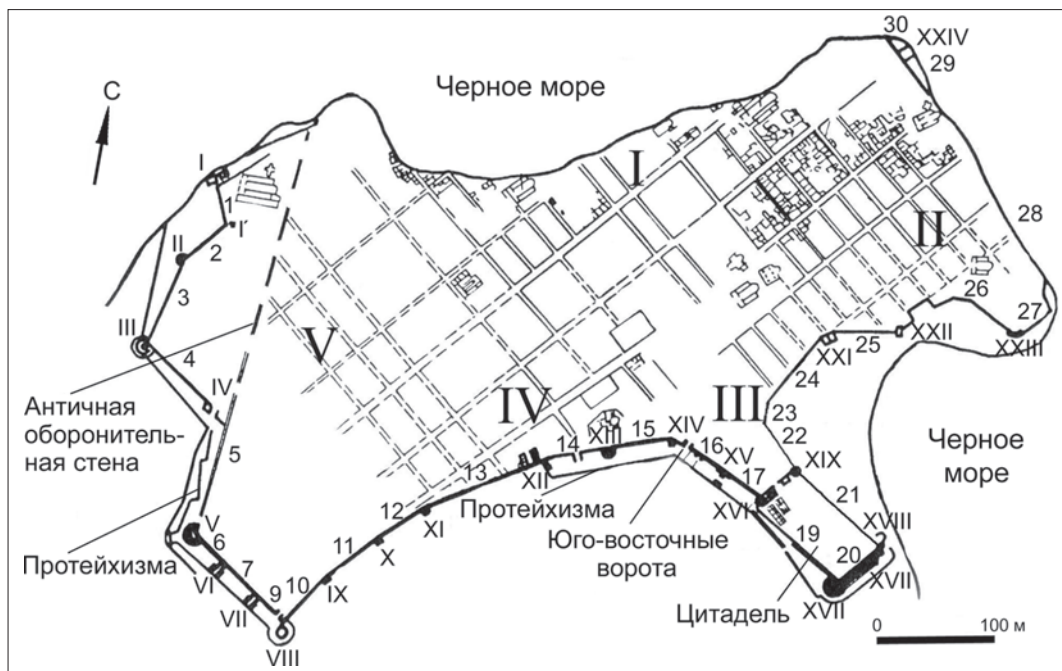 30
XXIV
29
Черное море
С
I
I
1
I'
II
2
28
II
3
26
27
III
4
XXII
XXIII
25
XXI
V
24
IV
IV
III
Античная
оборонитель-
ная стена
5
23
XIV
15
XIII
14
16
22
Черное
море
XII
XV
13
17
XIX
Протейхизма
12
XI
21
V
XVI
XVIII
Юго-восточные
ворота
6
11
X
19
Протейхизма
7
20
VI
10
IX
XVII
9
XVII
Цитадель
VII
VIII
0
100 м